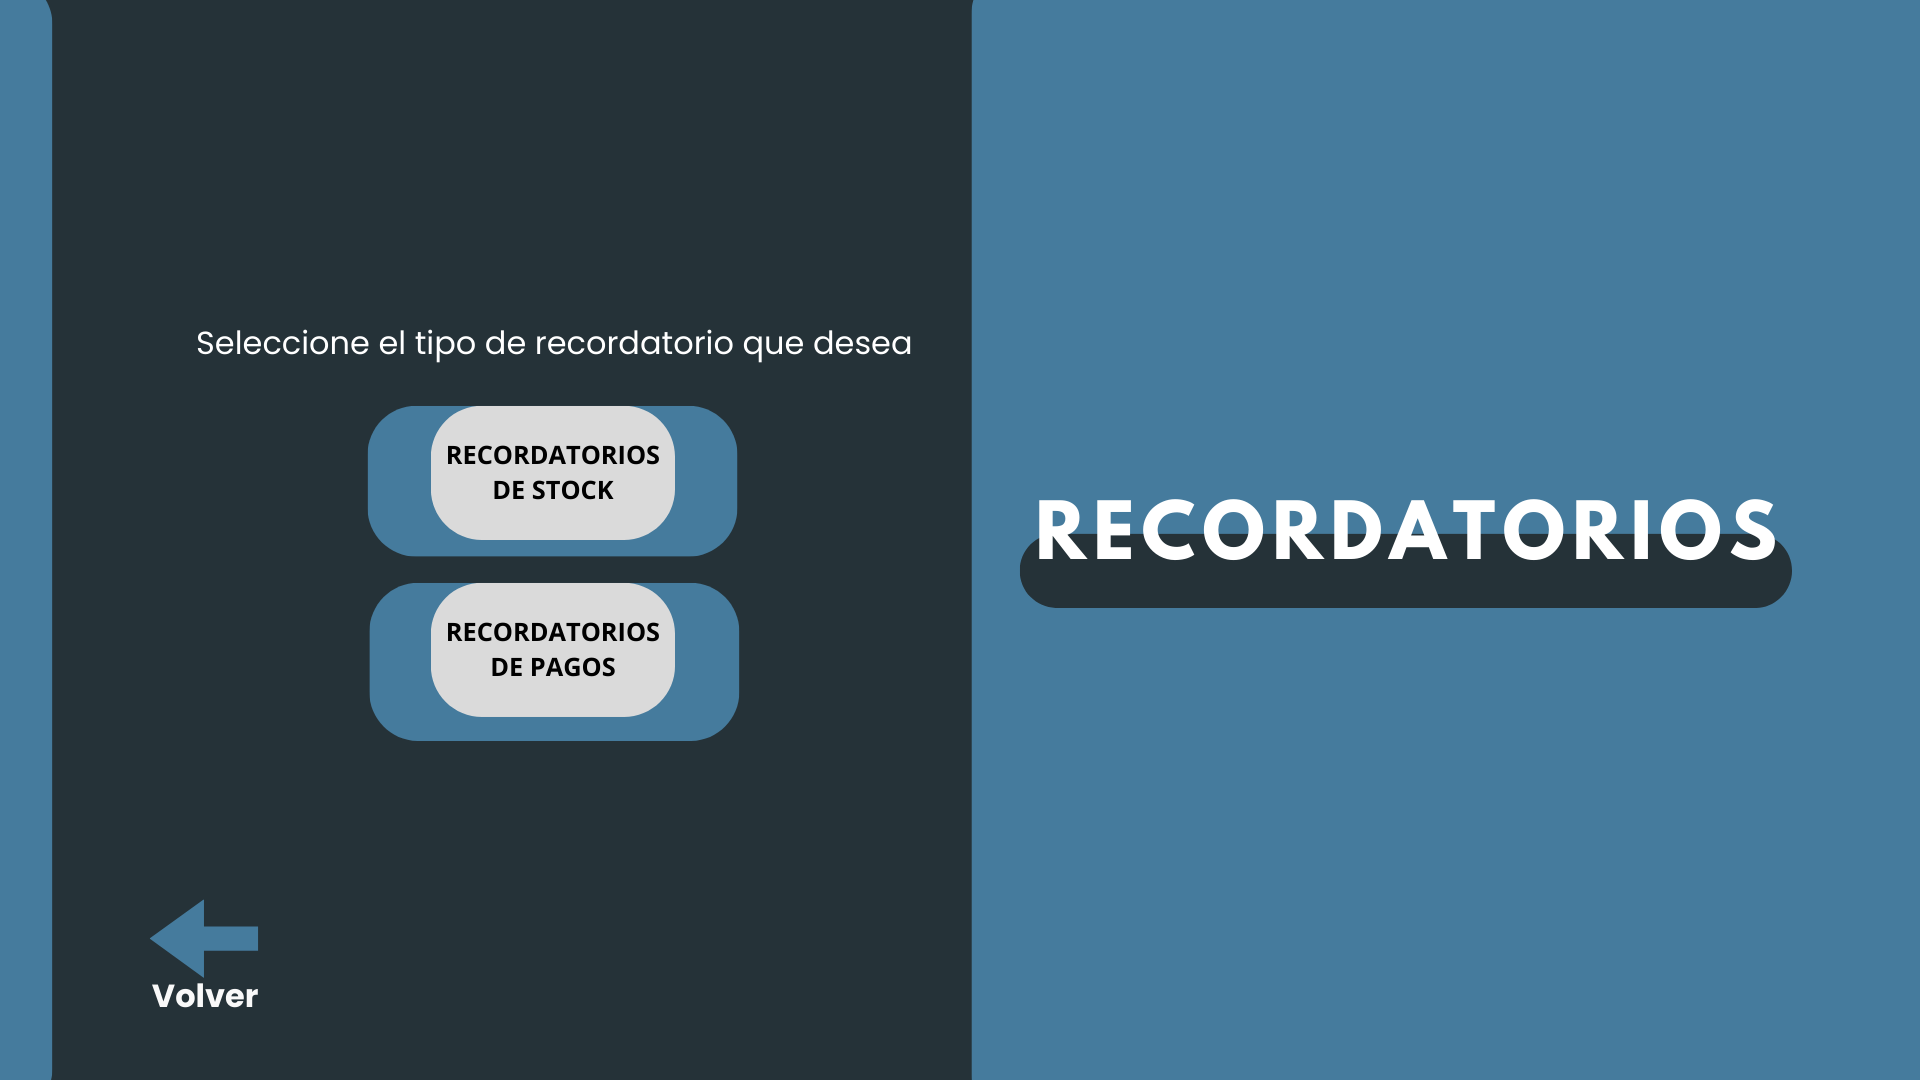 Seleccione el tipo de recordatorio que desea
RECORDATORIOS
DE STOCK
RECORDATORIOS
DE PAGOS
Volver
RECORDATORIOS